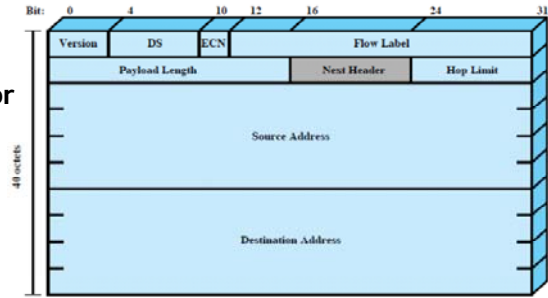 Bit: 0 4 10 12 16 24 31
Version DS ECN Flow Label
Payload Length Next Header Hop Limit
or
Source Address
40 octets
Destination Address